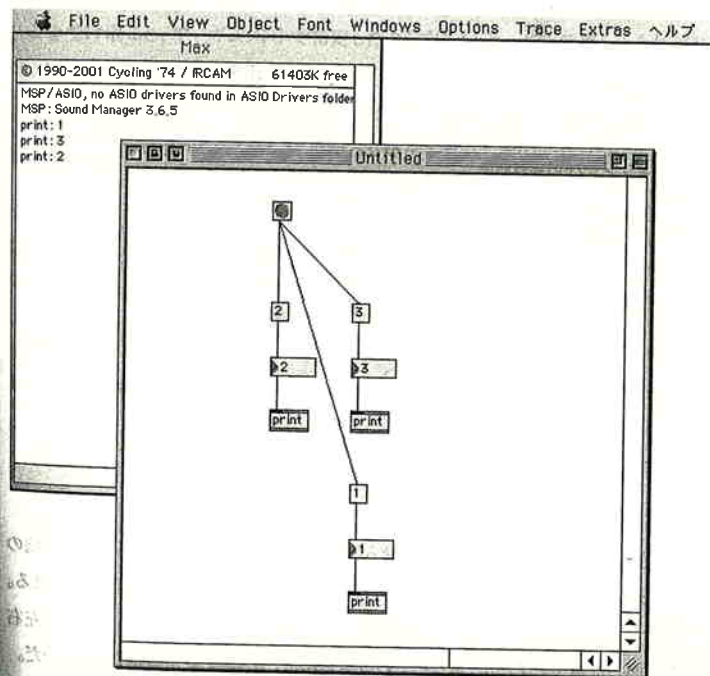 File Edit View Object Font Windows Options Trace Extras ヘルプ
Max
© 1990-2001 Cycling '74 / IRCAM 61403K free
MSP/ASIO, no ASIO drivers found in ASIO Drivers folder
MSP: Sound Manager 3.6.5
print: 1
print: 3
print: 2
Untitled
2 3
2 3
print print
1
1
print